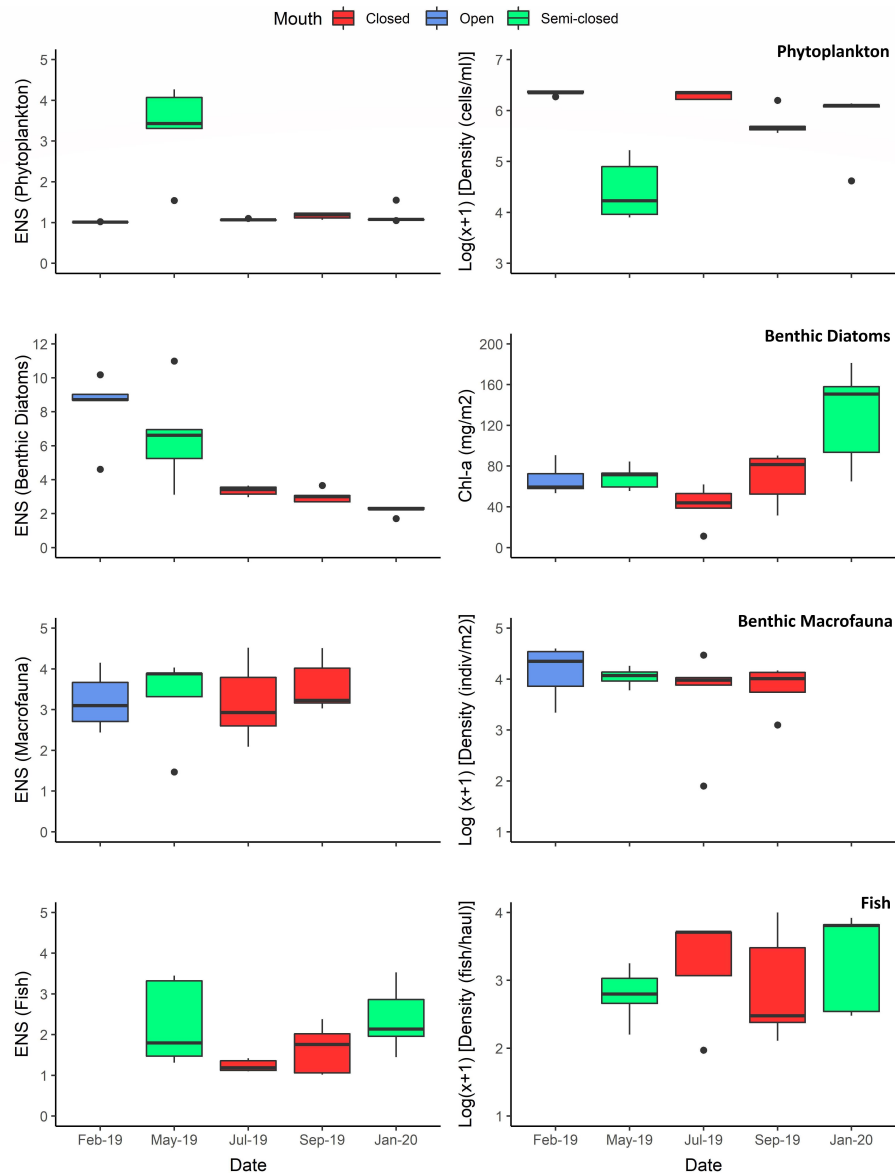 Mouth Closed Open Semi-closed
ENS (Phytoplankton)
5
4
3
2
1
0
Phytoplankton
Log(x+1) [Density (cells/ml)]
7
6
5
4
3
ENS (Benthic Diatoms)
12
10
8
6
4
2
0
Benthic Diatoms
Chl-a (mg/m2)
200
160
120
80
40
0
ENS (Macrofauna)
5
4
3
2
1
0
Benthic Macrofauna
Log (x+1) [Density (indiv/m2)]
5
4
3
2
1
ENS (Fish)
5
4
3
2
1
0
Feb-19 May-19 Jul-19 Sep-19 Jan-20
Date
Fish
Log(x+1) [Density (fish/haul)]
4
3
2
1
Feb-19 May-19 Jul-19 Sep-19 Jan-20
Date